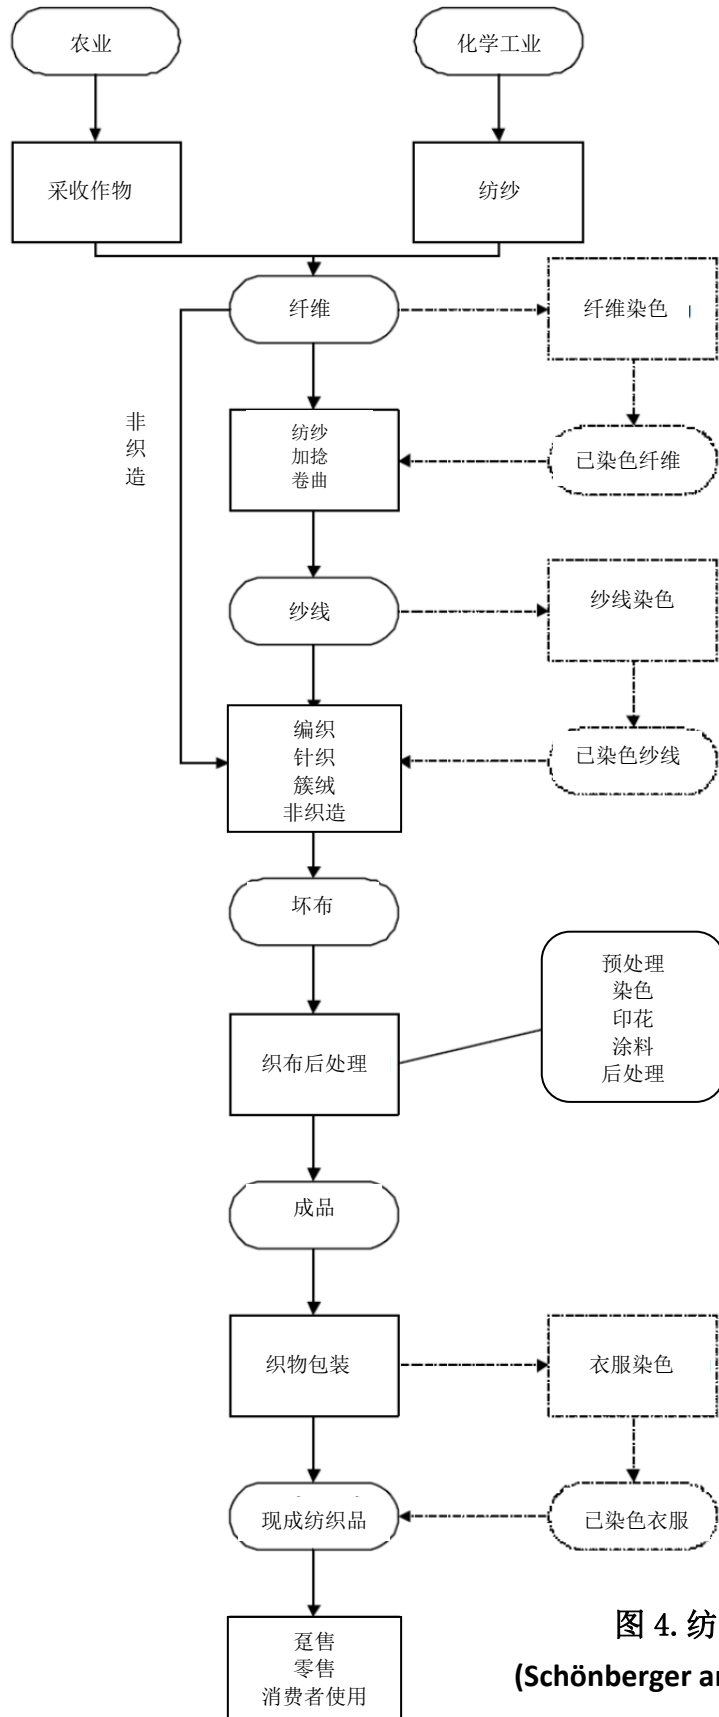 农业
化学工业
采收作物
纺纱
纤维
纤维染色
非
织
造
纺纱
加捻
卷曲
已染色纤维
纱线
纱线染色
编织
针织
簇绒
非织造
已染色纱线
坏布
预处理
染色
印花
涂料
后处理
织布后处理
成品
织物包装
衣服染色
现成纺织品
已染色衣服
趸售
零售
消费者使用
图 4. 纺
(Schönberger ar